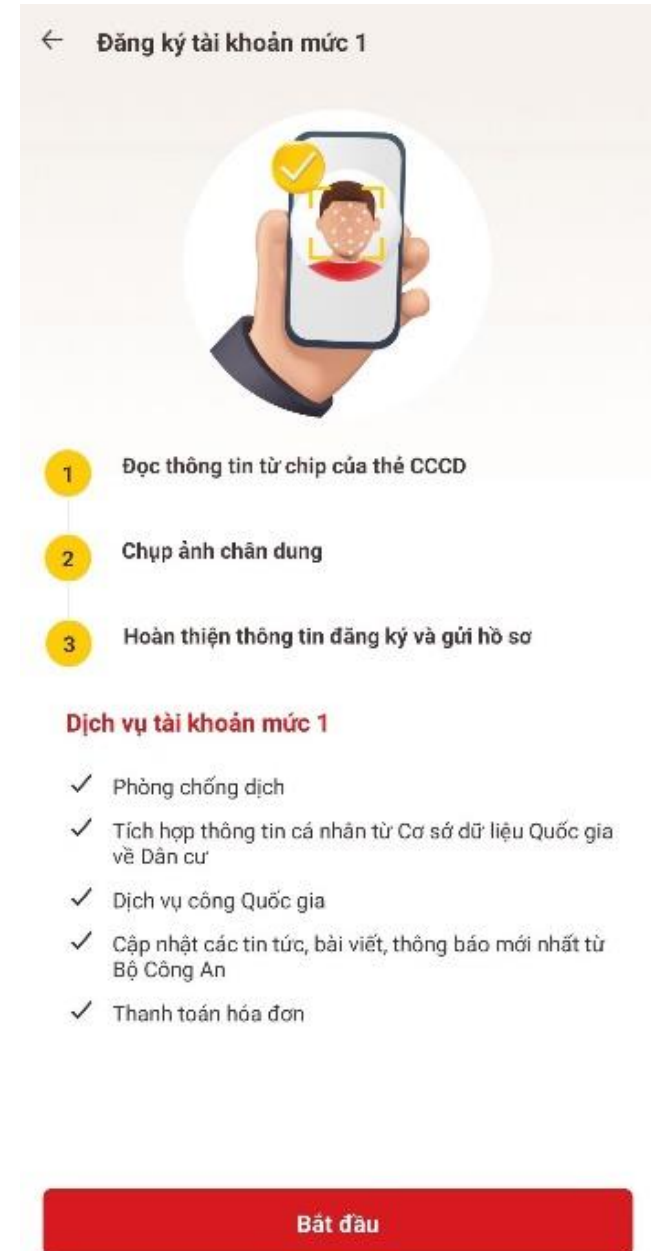 Đăng ký tài khoản mức 1
1 Đọc thông tin từ chip của thẻ CCCD
2 Chụp ảnh chân dung
3 Hoàn thiện thông tin đăng ký và gửi hồ sơ
Dịch vụ tài khoản mức 1
Phòng chống dịch
Tích hợp thông tin cá nhân từ Cơ sở dữ liệu Quốc gia
về Dân cư
Dịch vụ công Quốc gia
Cập nhật các tin tức, bài viết, thông báo mới nhất từ
Bộ Công An
Thanh toán hóa đơn
Bắt đầu